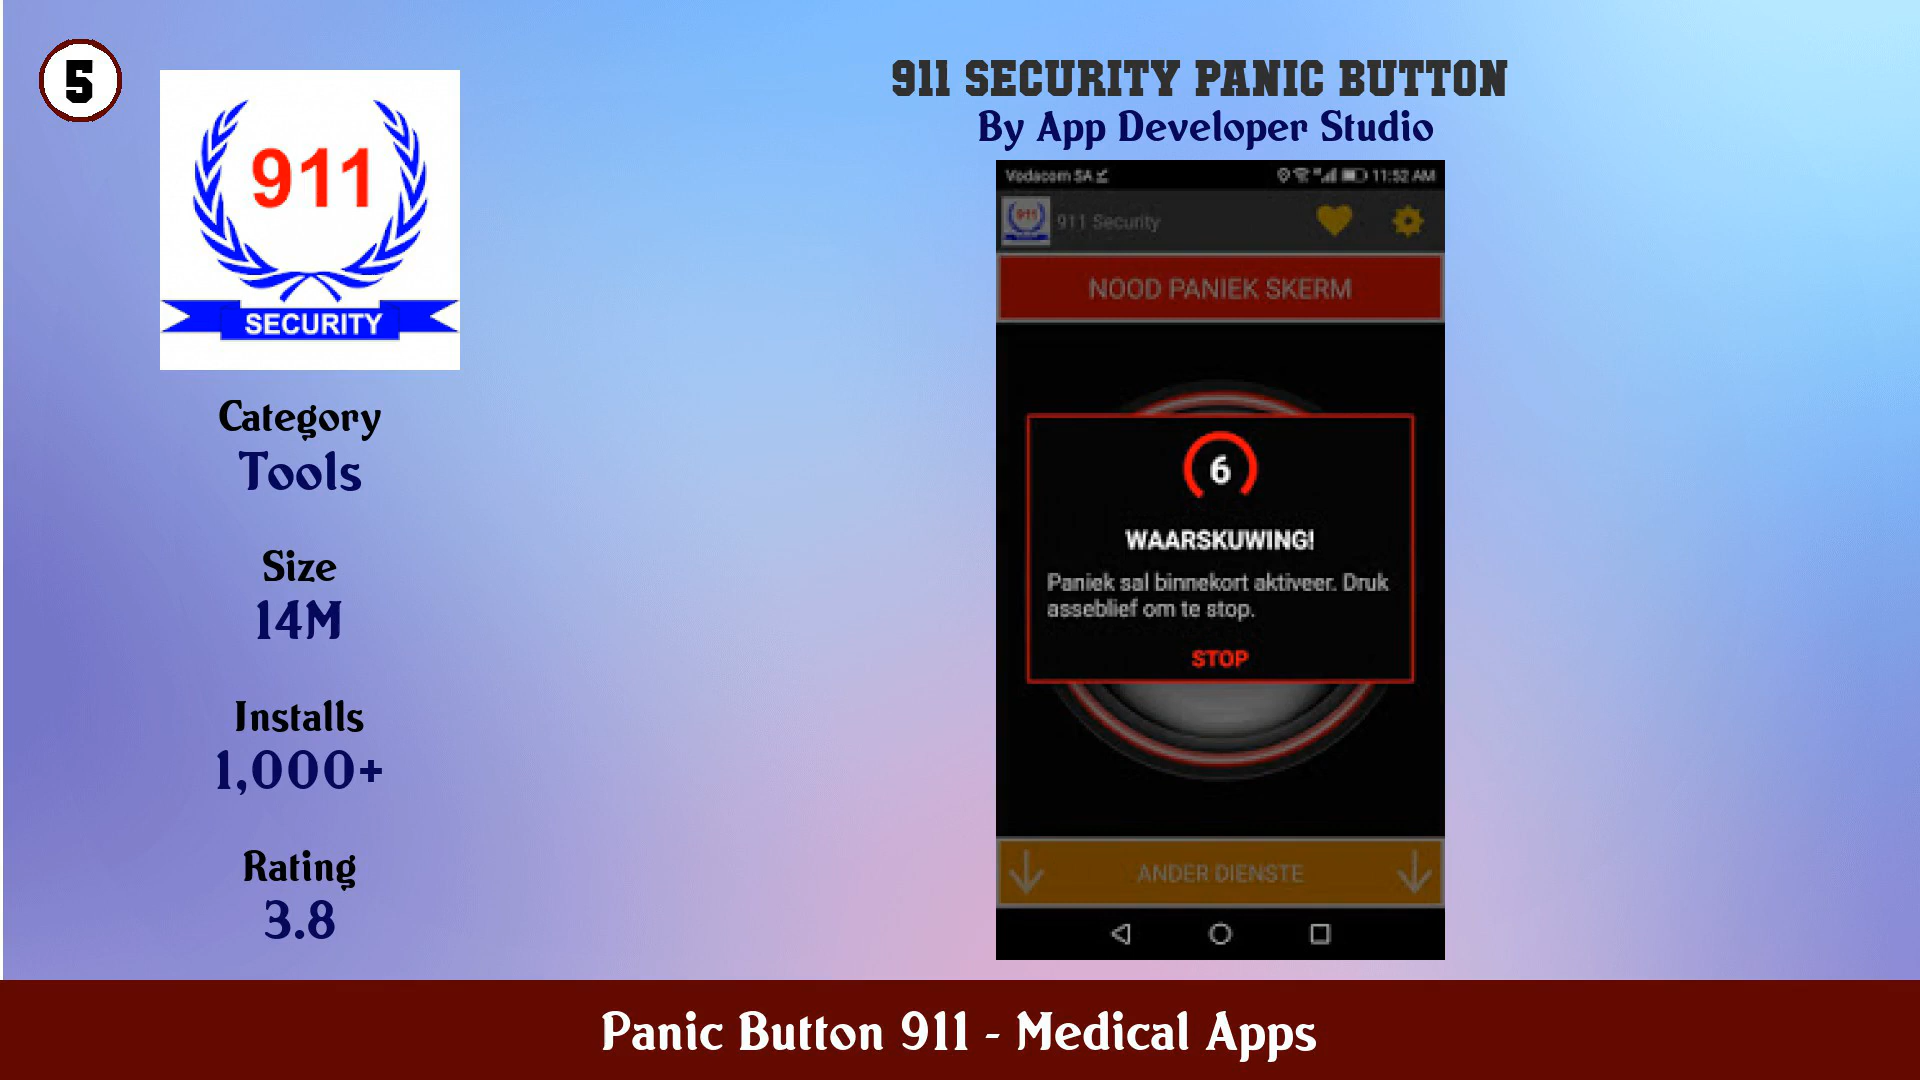 5
911
SECURITY
Category
Tools
Size
14M
Installs
1,000+
Rating
3.8
911 SECURITY PANIC BUTTON
By App Developer Studio
Vodacom SA
11:52 AM
911
911 Security
NOOD PANIEK SKERM
6
WAARSKUWING!
Paniek sal binnekort aktiveer. Druk
asseblief om te stop.
STOP
ANDER DIENSTE
Panic Button 911 - Medical Apps